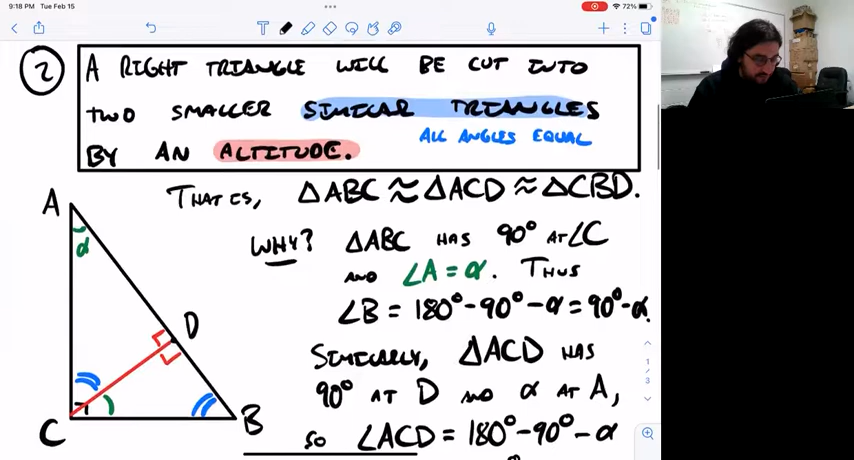 9:18 PM Tue Feb 15
72%
2
A RIGHT TRIANGLE WILL BE CUT INTO
TWO SMALLER SIMILAR TRIANGLES
BY AN ALTITUDE.
ALL ANGLES EQUAL
THAT IS, △ABC ≈ △ACD ≈ △CBD.
WHY? △ABC HAS 90° AT ∠C
AND ∠A = α. THUS
∠B = 180° - 90° - α = 90° - α.
SIMILARLY, △ACD HAS
90° AT D AND α AT A,
SO ∠ACD = 180° - 90° - α
A
α
D
C
B
1
3